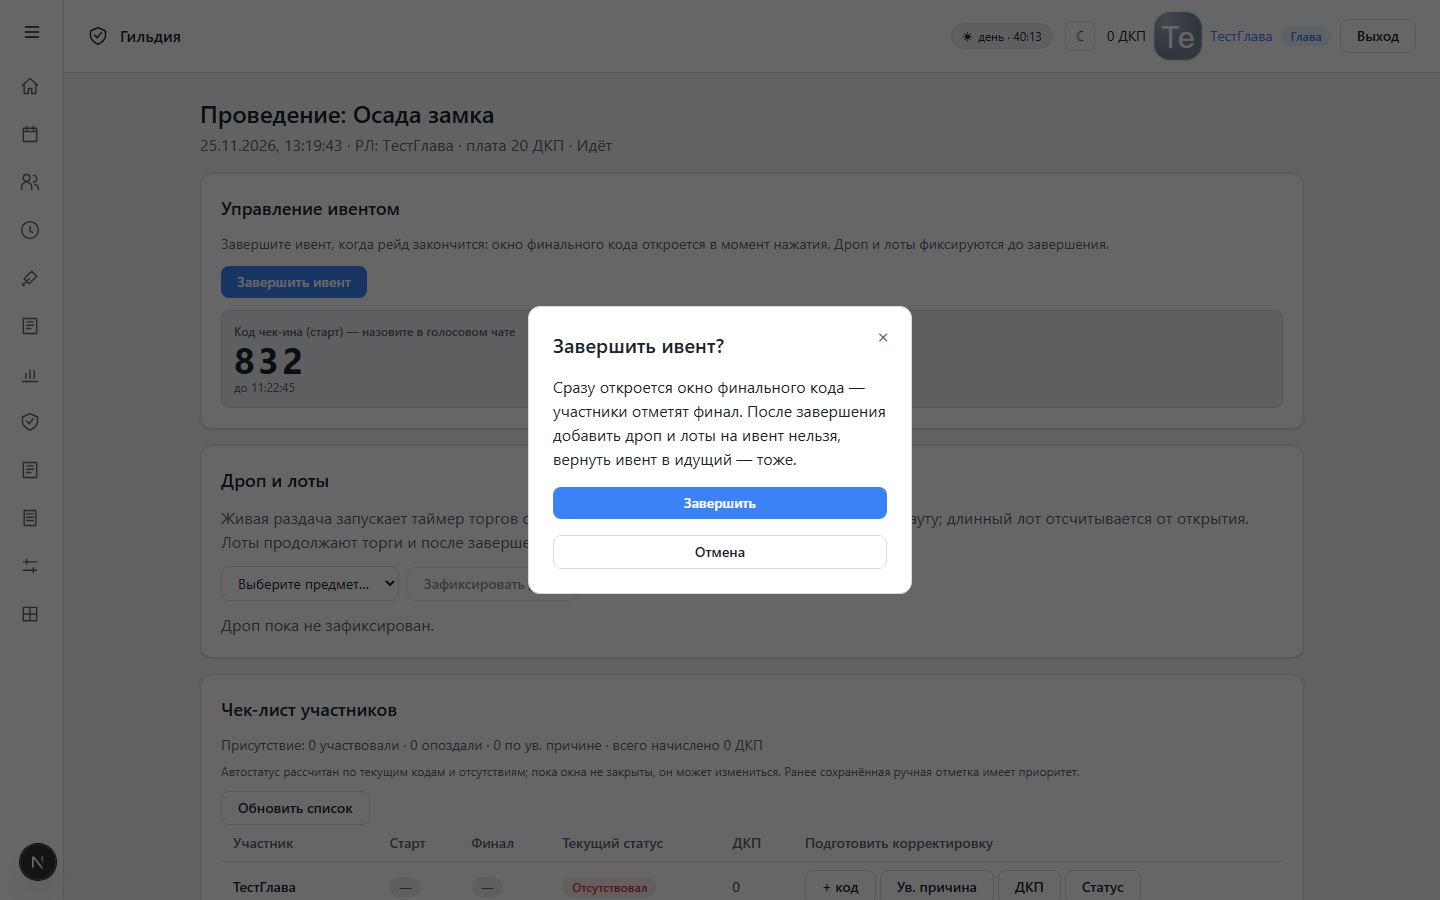 Гильдия
☀ день · 40:13
☾
0 ДКП
Te
ТестГлава
Глава
Выход
Проведение: Осада замка
25.11.2026, 13:19:43 · РЛ: ТестГлава · плата 20 ДКП · Идёт
Управление ивентом
Завершите ивент, когда рейд закончится: окно финального кода откроется в момент нажатия. Дроп и лоты фиксируются до завершения.
Завершить ивент
Код чек-ина (старт) — назовите в голосовом чате
832
до 11:22:45
Завершить ивент?
×
Сразу откроется окно финального кода —
участники отметят финал. После завершения
добавить дроп и лоты на ивент нельзя,
вернуть ивент в идущий — тоже.
Завершить
Отмена
Дроп и лоты
Живая раздача запускает таймер торгов
ауту; длинный лот отсчитывается от открытия.
Лоты продолжают торги и после
Выберите предмет...
Зафиксировать
Дроп пока не зафиксирован.
Чек-лист участников
Присутствие: 0 участвовали · 0 опоздали · 0 по ув. причине · всего начислено 0 ДКП
Автостатус рассчитан по текущим кодам и отсутствиям; пока окна не закрыты, он может измениться. Ранее сохранённая ручная отметка имеет приоритет.
Обновить список
Участник Старт Финал Текущий статус ДКП Подготовить корректировку
ТестГлава — — Отсутствовал 0 + код Ув. причина ДКП Статус
N